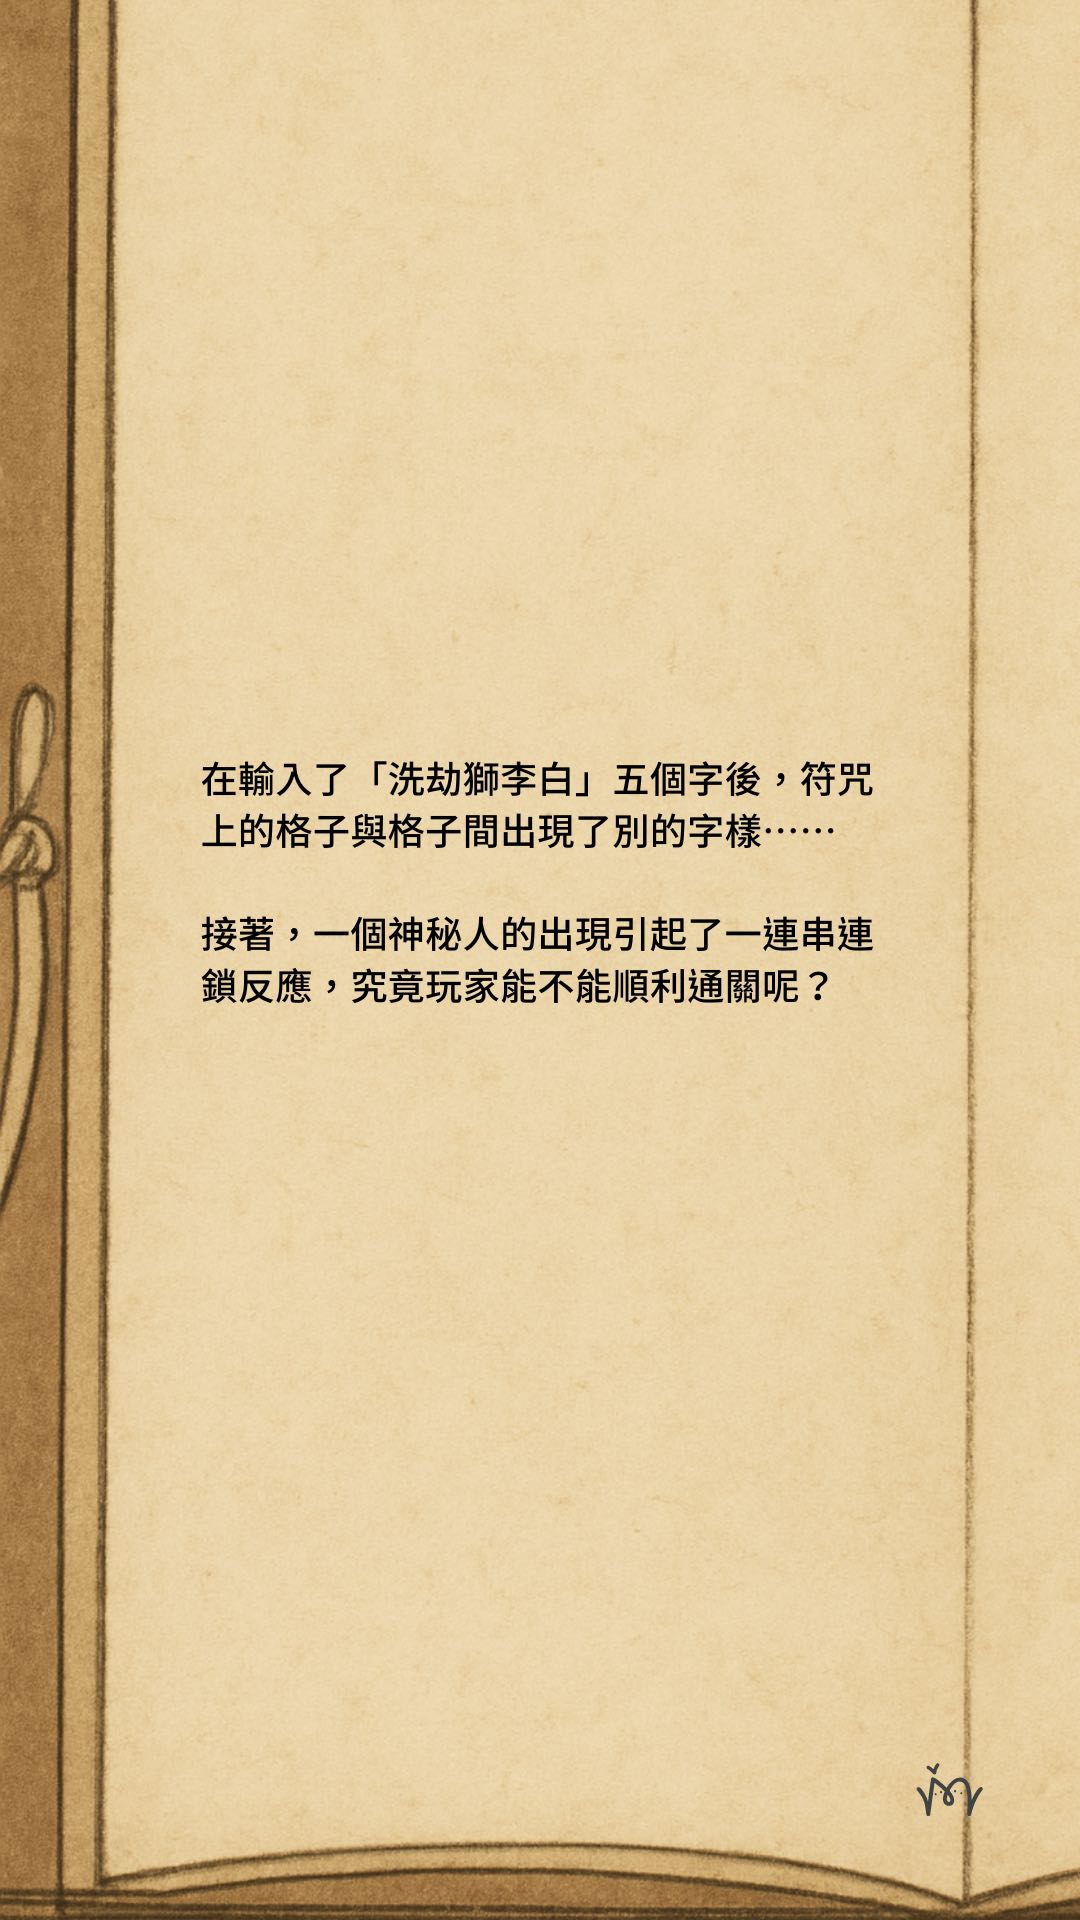 在輸入了「洗劫獅李白」五個字後，符咒
上的格子與格子間出現了別的字樣⋯⋯
接著，一個神秘人的出現引起了一連串連
鎖反應，究竟玩家能不能順利通關呢？